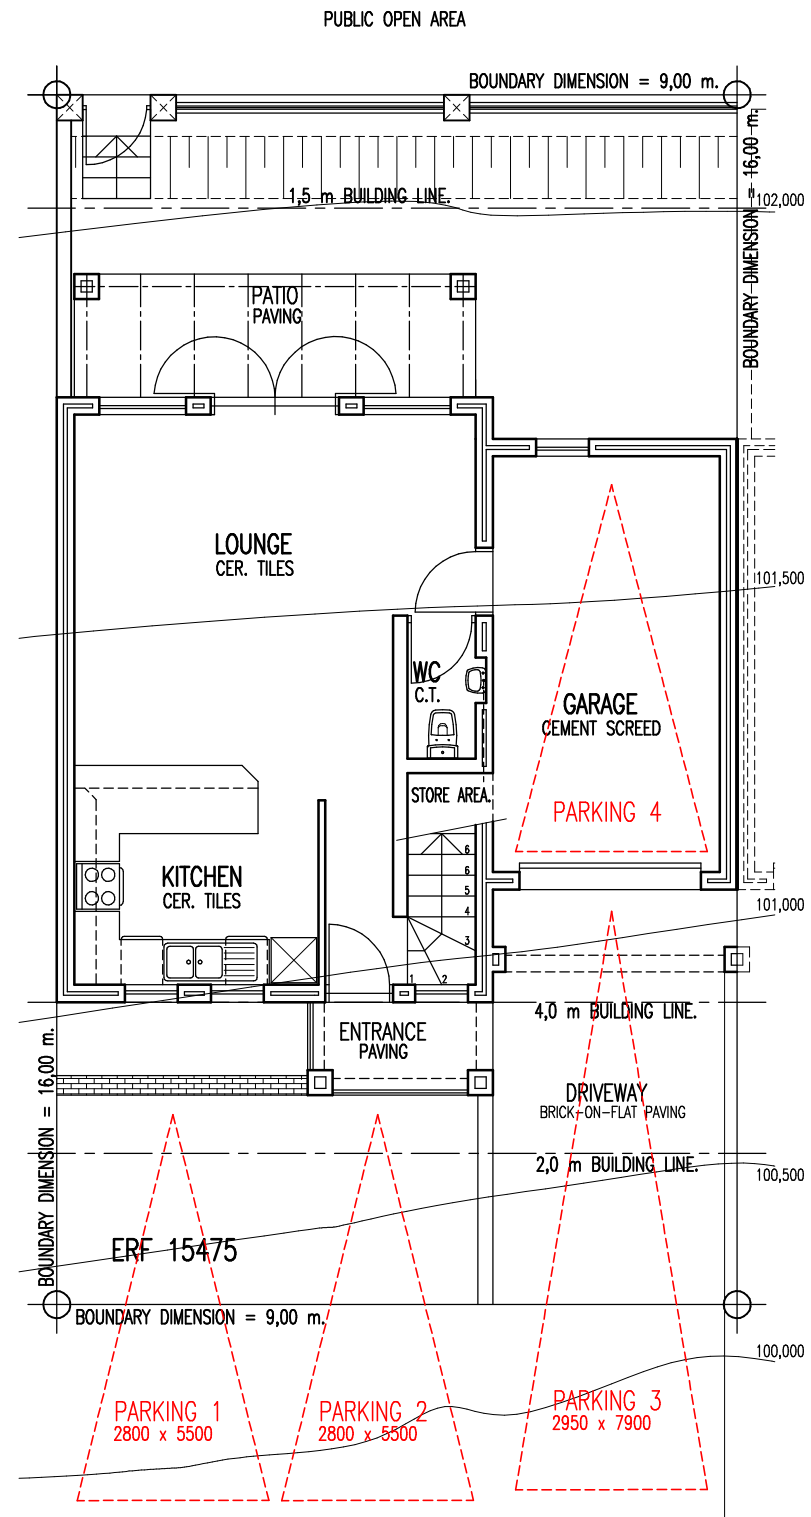 PUBLIC OPEN AREA
BOUNDARY DIMENSION = 9,00 m.
BOUNDARY DIMENSION = 16,00 m.
1,5 m BUILDING LINE.
102,000
PATIO
PAVING
LOUNGE
CER. TILES
101,500
WC
C.T.
GARAGE
CEMENT SCREED
STORE AREA.
PARKING 4
6
6
5
4
3
1
2
KITCHEN
CER. TILES
101,000
4,0 m BUILDING LINE.
ENTRANCE
PAVING
DRIVEWAY
BRICK-ON-FLAT PAVING
2,0 m BUILDING LINE.
100,500
BOUNDARY DIMENSION = 16,00 m.
ERF 15475
BOUNDARY DIMENSION = 9,00 m.
100,000
PARKING 1
2800 x 5500
PARKING 2
2800 x 5500
PARKING 3
2950 x 7900